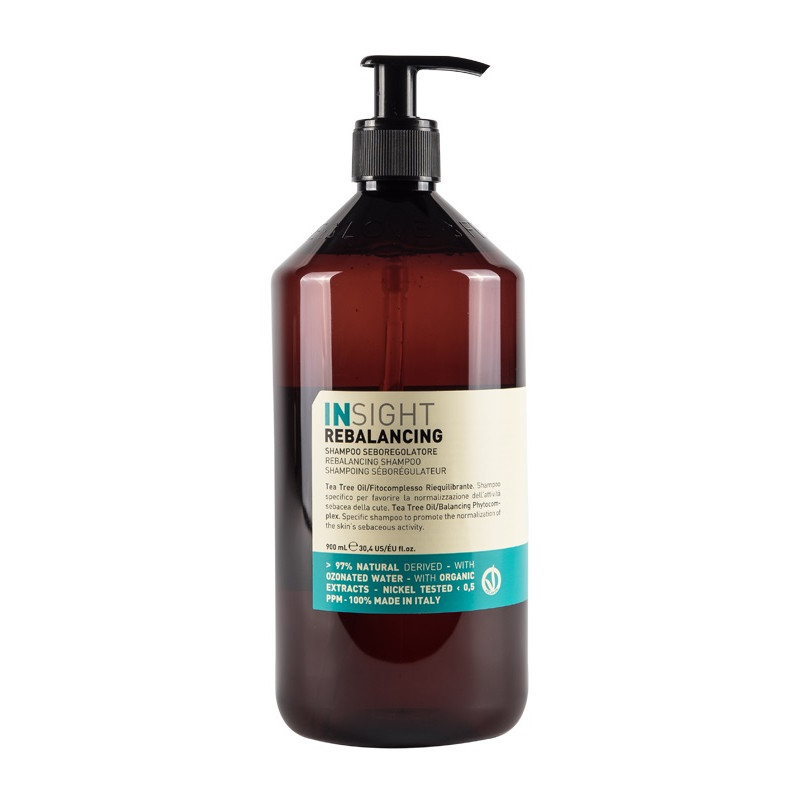 INSIGHT
REBALANCING
SHAMPOO SEBOREGOLATORE
REBALANCING SHAMPOO
SHAMPOING SÉBORÉGULATEUR
Tea Tree Oil/Fitocomplesso Riequilibrante. Shampoo
specifico per favorire la normalizzazione dell'attività
sebacea della cute. Tea Tree Oil/Balancing Phytocom-
plex. Specific shampoo to promote the normalization of
the skin's sebaceous activity.
900 mL ℮ 30,4 US/ÉU fl.oz.
> 97% NATURAL DERIVED - WITH
OZONATED WATER - WITH ORGANIC
EXTRACTS - NICKEL TESTED < 0,5
PPM - 100% MADE IN ITALY